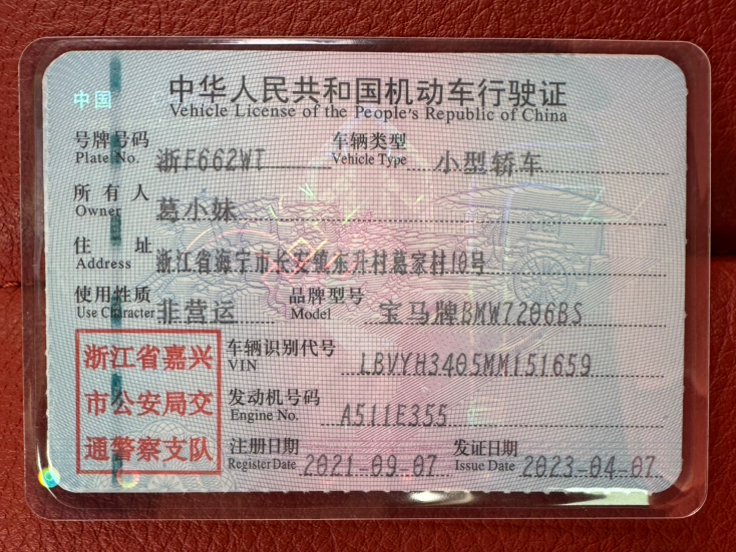 中国
中华人民共和国机动车行驶证
Vehicle License of the People's Republic of China
号牌号码 浙F662WT 车辆类型 小型轿车
Plate No. Vehicle Type
所有人 葛小妹
Owner
住址 浙江省海宁市长安镇东升村葛家村10号
Address
使用性质 非营运 品牌型号 宝马牌BMW7206BS
Use Character Model
浙江省嘉兴
市公安局交
通警察支队
车辆识别代号 LBVYH3405MM151659
VIN
发动机号码 A511E355
Engine No.
注册日期 2021-09-07 发证日期 2023-04-07
Register Date Issue Date